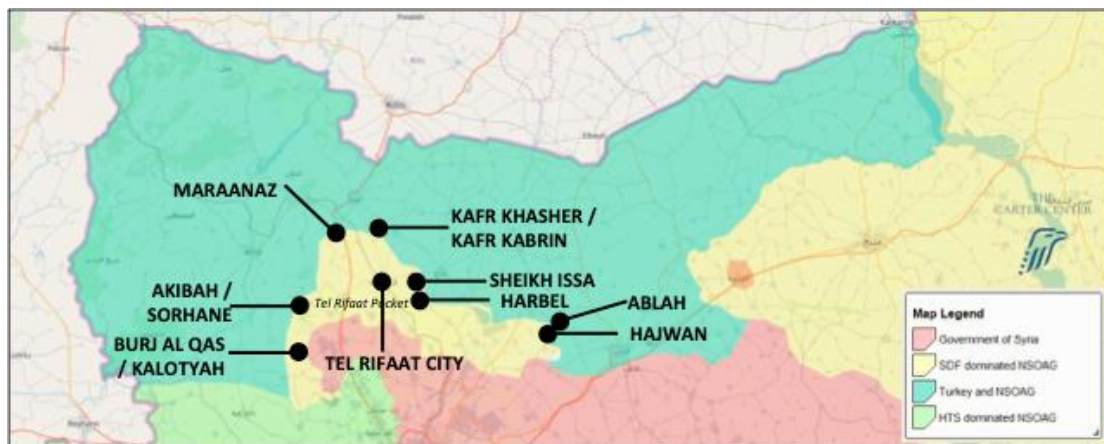 MARAANAZ
KAFR KHASHER /
KAFR KABRIN
AKIBAH /
SORHANE
Tel Rifaat Pocket
SHEIKH ISSA
HARBEL
ABLAH
HAJWAN
BURJ AL QAS
/ KALOTYAH
TEL RIFAAT CITY
THE
CARTER CENTER
Map Legend
Government of Syria
SDF dominated NSOAG
Turkey and NSOAG
HTS dominated NSOAG